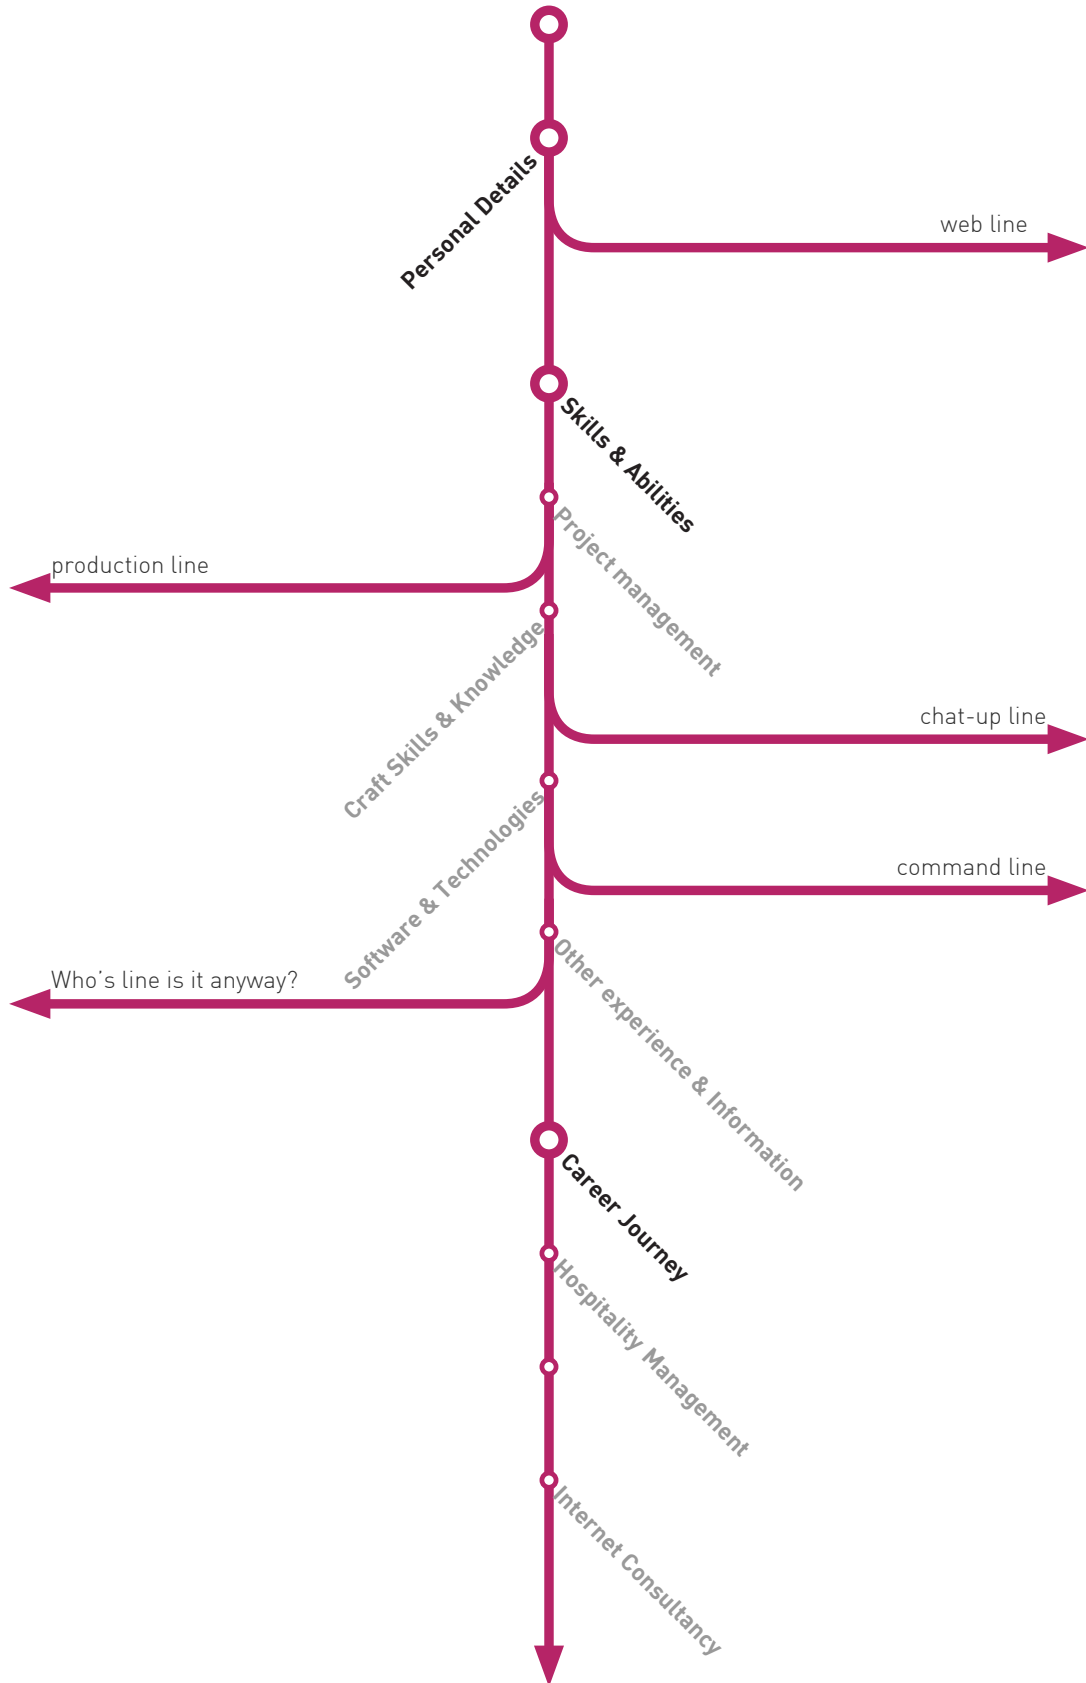 Personal Details
web line
Skills & Abilities
Project management
production line
Craft Skills & Knowledge
chat-up line
Software & Technologies
command line
Other experience & Information
Who’s line is it anyway?
Career Journey
Hospitality Management
Internet Consultancy